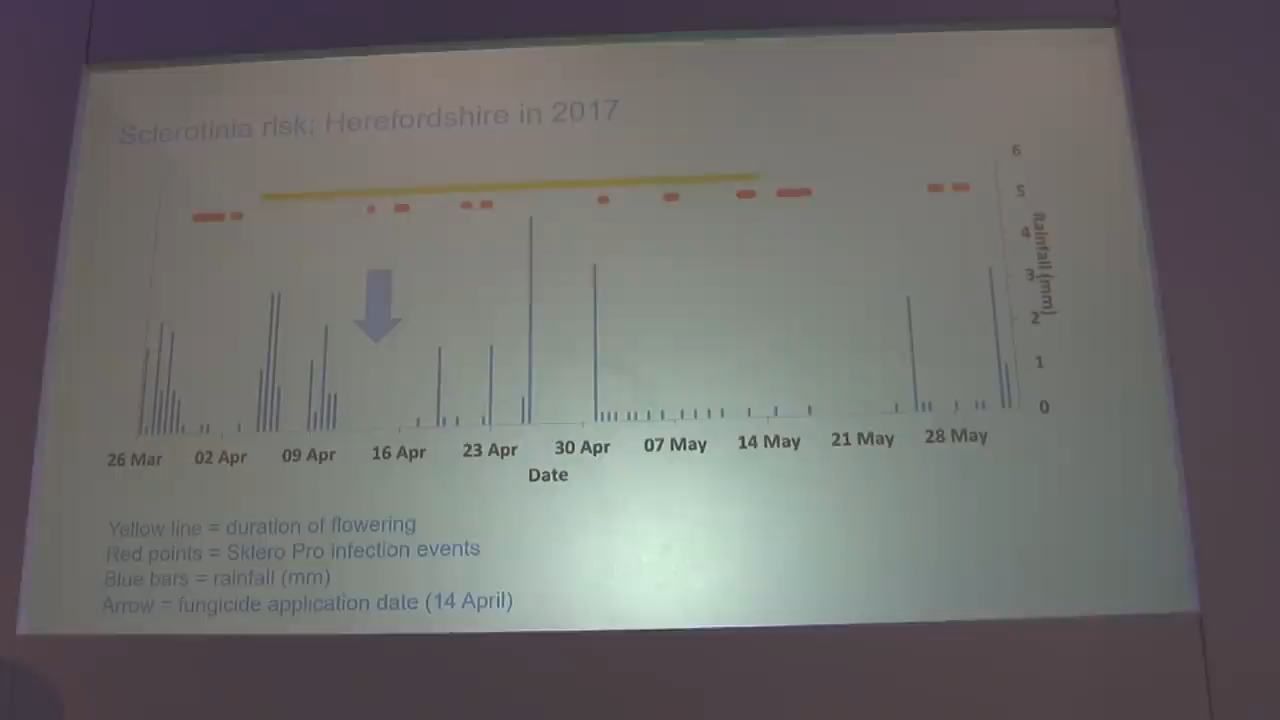 Sclerotinia risk: Herefordshire in 2017
6
5
4
3
2
1
0
Rainfall (mm)
26 Mar 02 Apr 09 Apr 16 Apr 23 Apr 30 Apr 07 May 14 May 21 May 28 May
Date
Yellow line = duration of flowering
Red points = Sklero Pro infection events
Blue bars = rainfall (mm)
Arrow = fungicide application date (14 April)